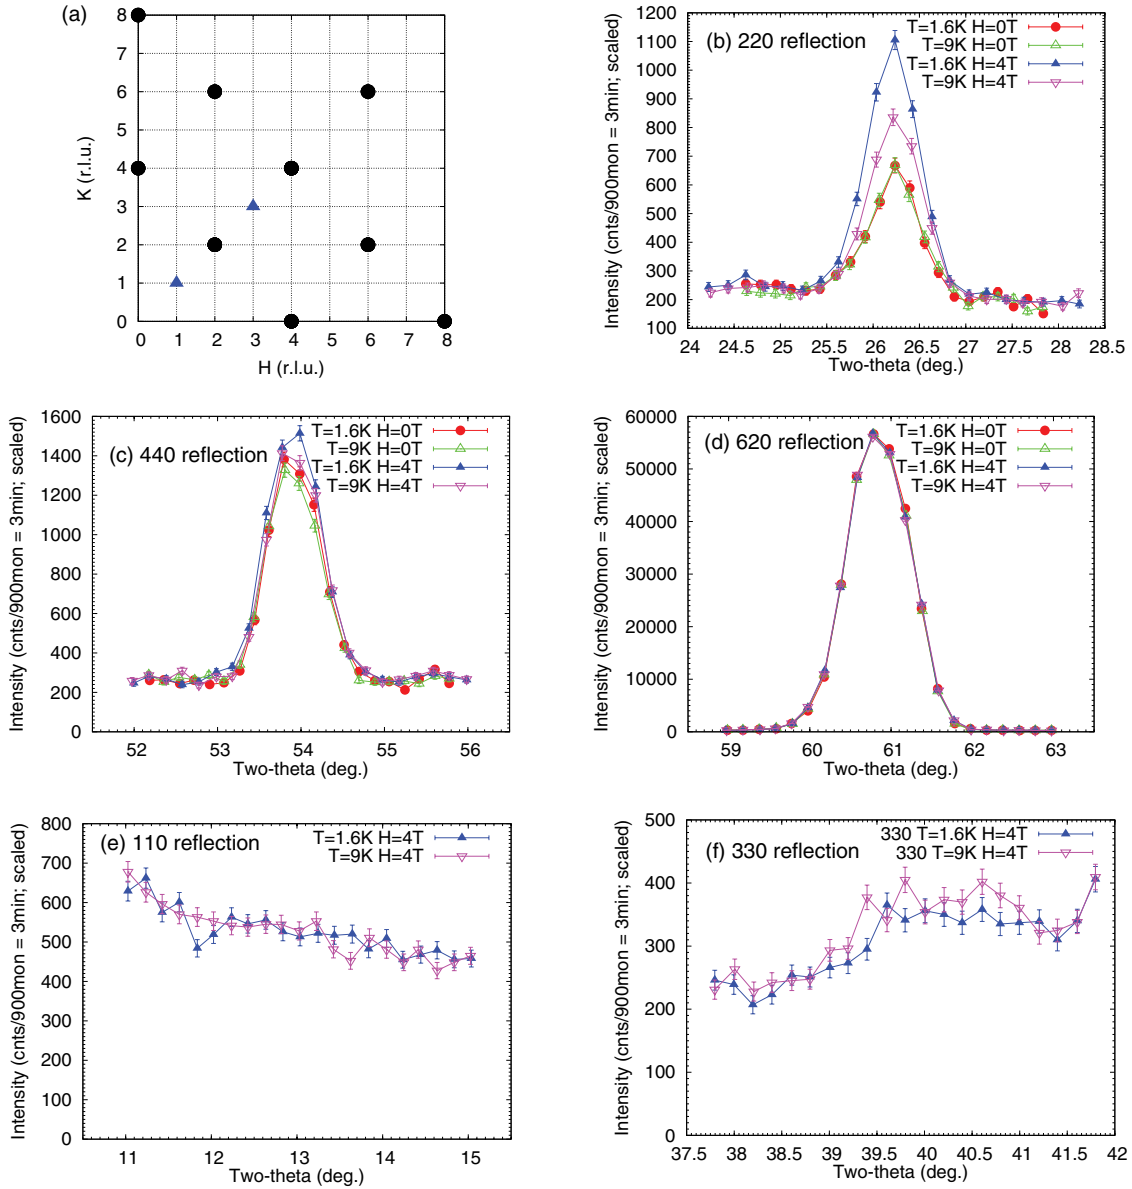 (a)
8
7
6
5
4
3
2
1
0
0 1 2 3 4 5 6 7 8
K (r.l.u.)
H (r.l.u.)
(b) 220 reflection
T=1.6K H=0T
T=9K H=0T
T=1.6K H=4T
T=9K H=4T
1200
1100
1000
900
800
700
600
500
400
300
200
100
24 24.5 25 25.5 26 26.5 27 27.5 28 28.5
Intensity (cnts/900mon = 3min; scaled)
Two-theta (deg.)
(c) 440 reflection
T=1.6K H=0T
T=9K H=0T
T=1.6K H=4T
T=9K H=4T
1600
1400
1200
1000
800
600
400
200
0
52 53 54 55 56
Intensity (cnts/900mon = 3min; scaled)
Two-theta (deg.)
(d) 620 reflection
T=1.6K H=0T
T=9K H=0T
T=1.6K H=4T
T=9K H=4T
60000
50000
40000
30000
20000
10000
0
59 60 61 62 63
Intensity (cnts/900mon = 3min; scaled)
Two-theta (deg.)
(e) 110 reflection
T=1.6K H=4T
T=9K H=4T
800
700
600
500
400
300
200
100
0
11 12 13 14 15
Intensity (cnts/900mon = 3min; scaled)
Two-theta (deg.)
(f) 330 reflection
330 T=1.6K H=4T
330 T=9K H=4T
500
400
300
200
100
0
37.5 38 38.5 39 39.5 40 40.5 41 41.5 42
Intensity (cnts/900mon = 3min; scaled)
Two-theta (deg.)